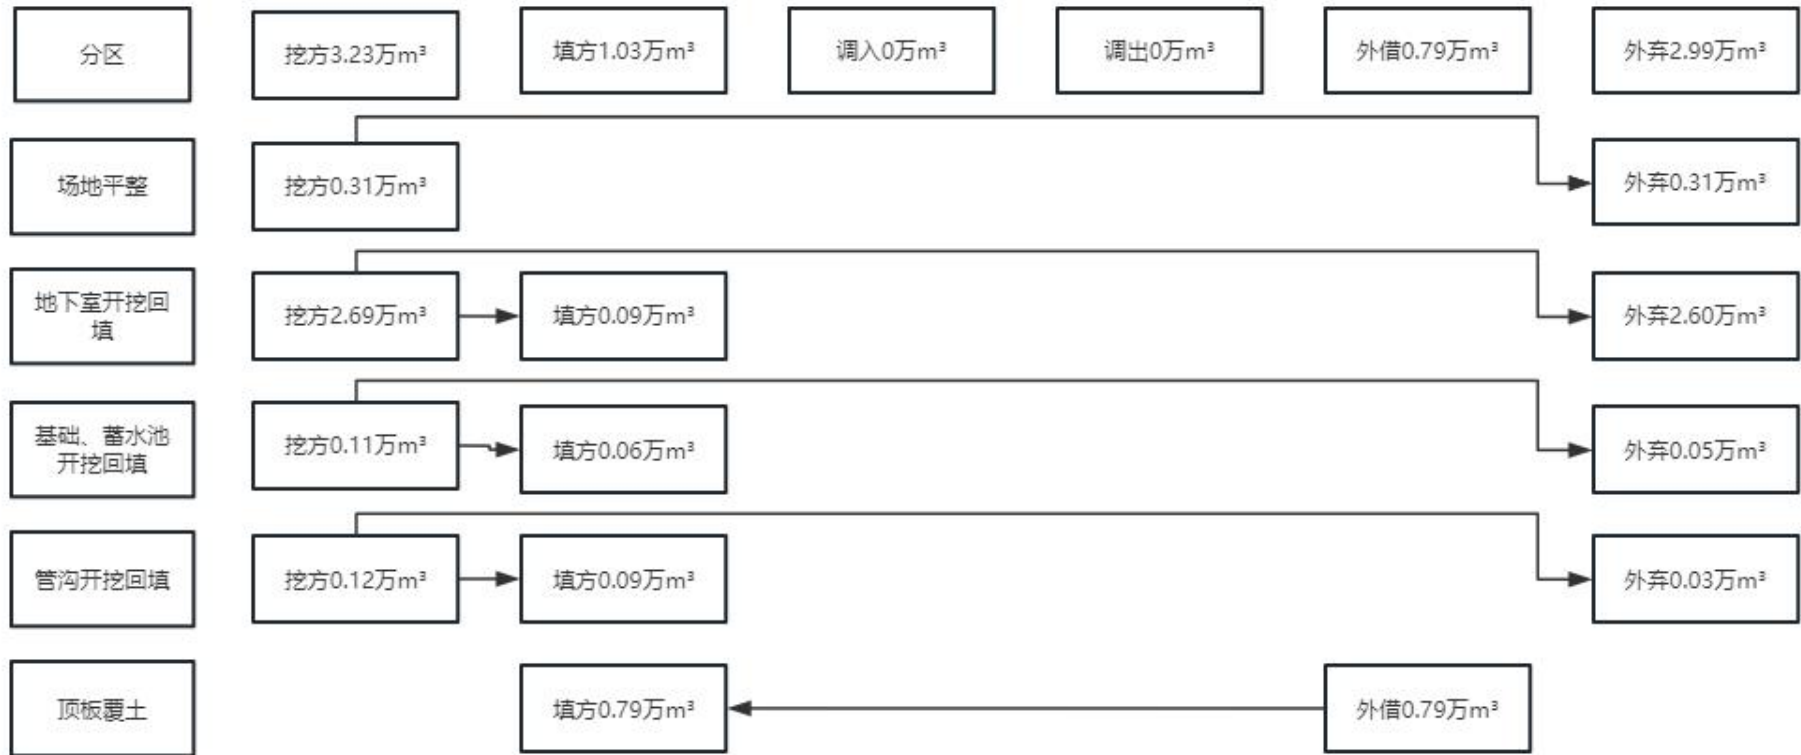 分区
挖方3.23万m³
填方1.03万m³
调入0万m³
调出0万m³
外借0.79万m³
外弃2.99万m³
场地平整
挖方0.31万m³
外弃0.31万m³
地下室开挖回
填
挖方2.69万m³
填方0.09万m³
外弃2.60万m³
基础、蓄水池
开挖回填
挖方0.11万m³
填方0.06万m³
外弃0.05万m³
管沟开挖回填
挖方0.12万m³
填方0.09万m³
外弃0.03万m³
顶板覆土
填方0.79万m³
外借0.79万m³